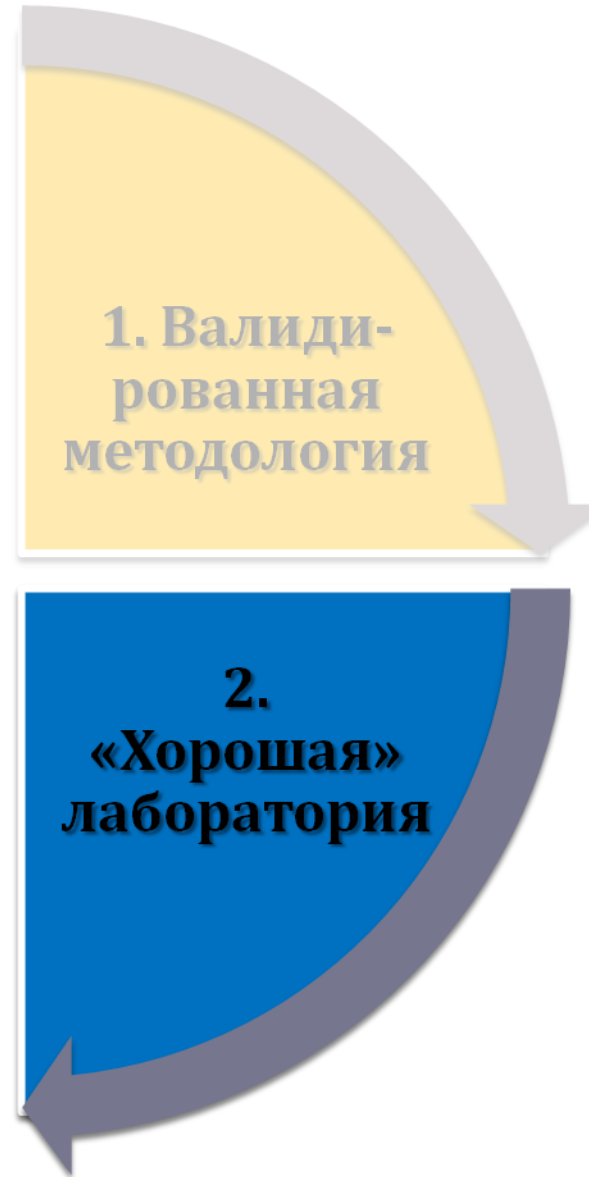 1. Валиди-
рованная
методология
2.
«Хорошая»
лаборатория